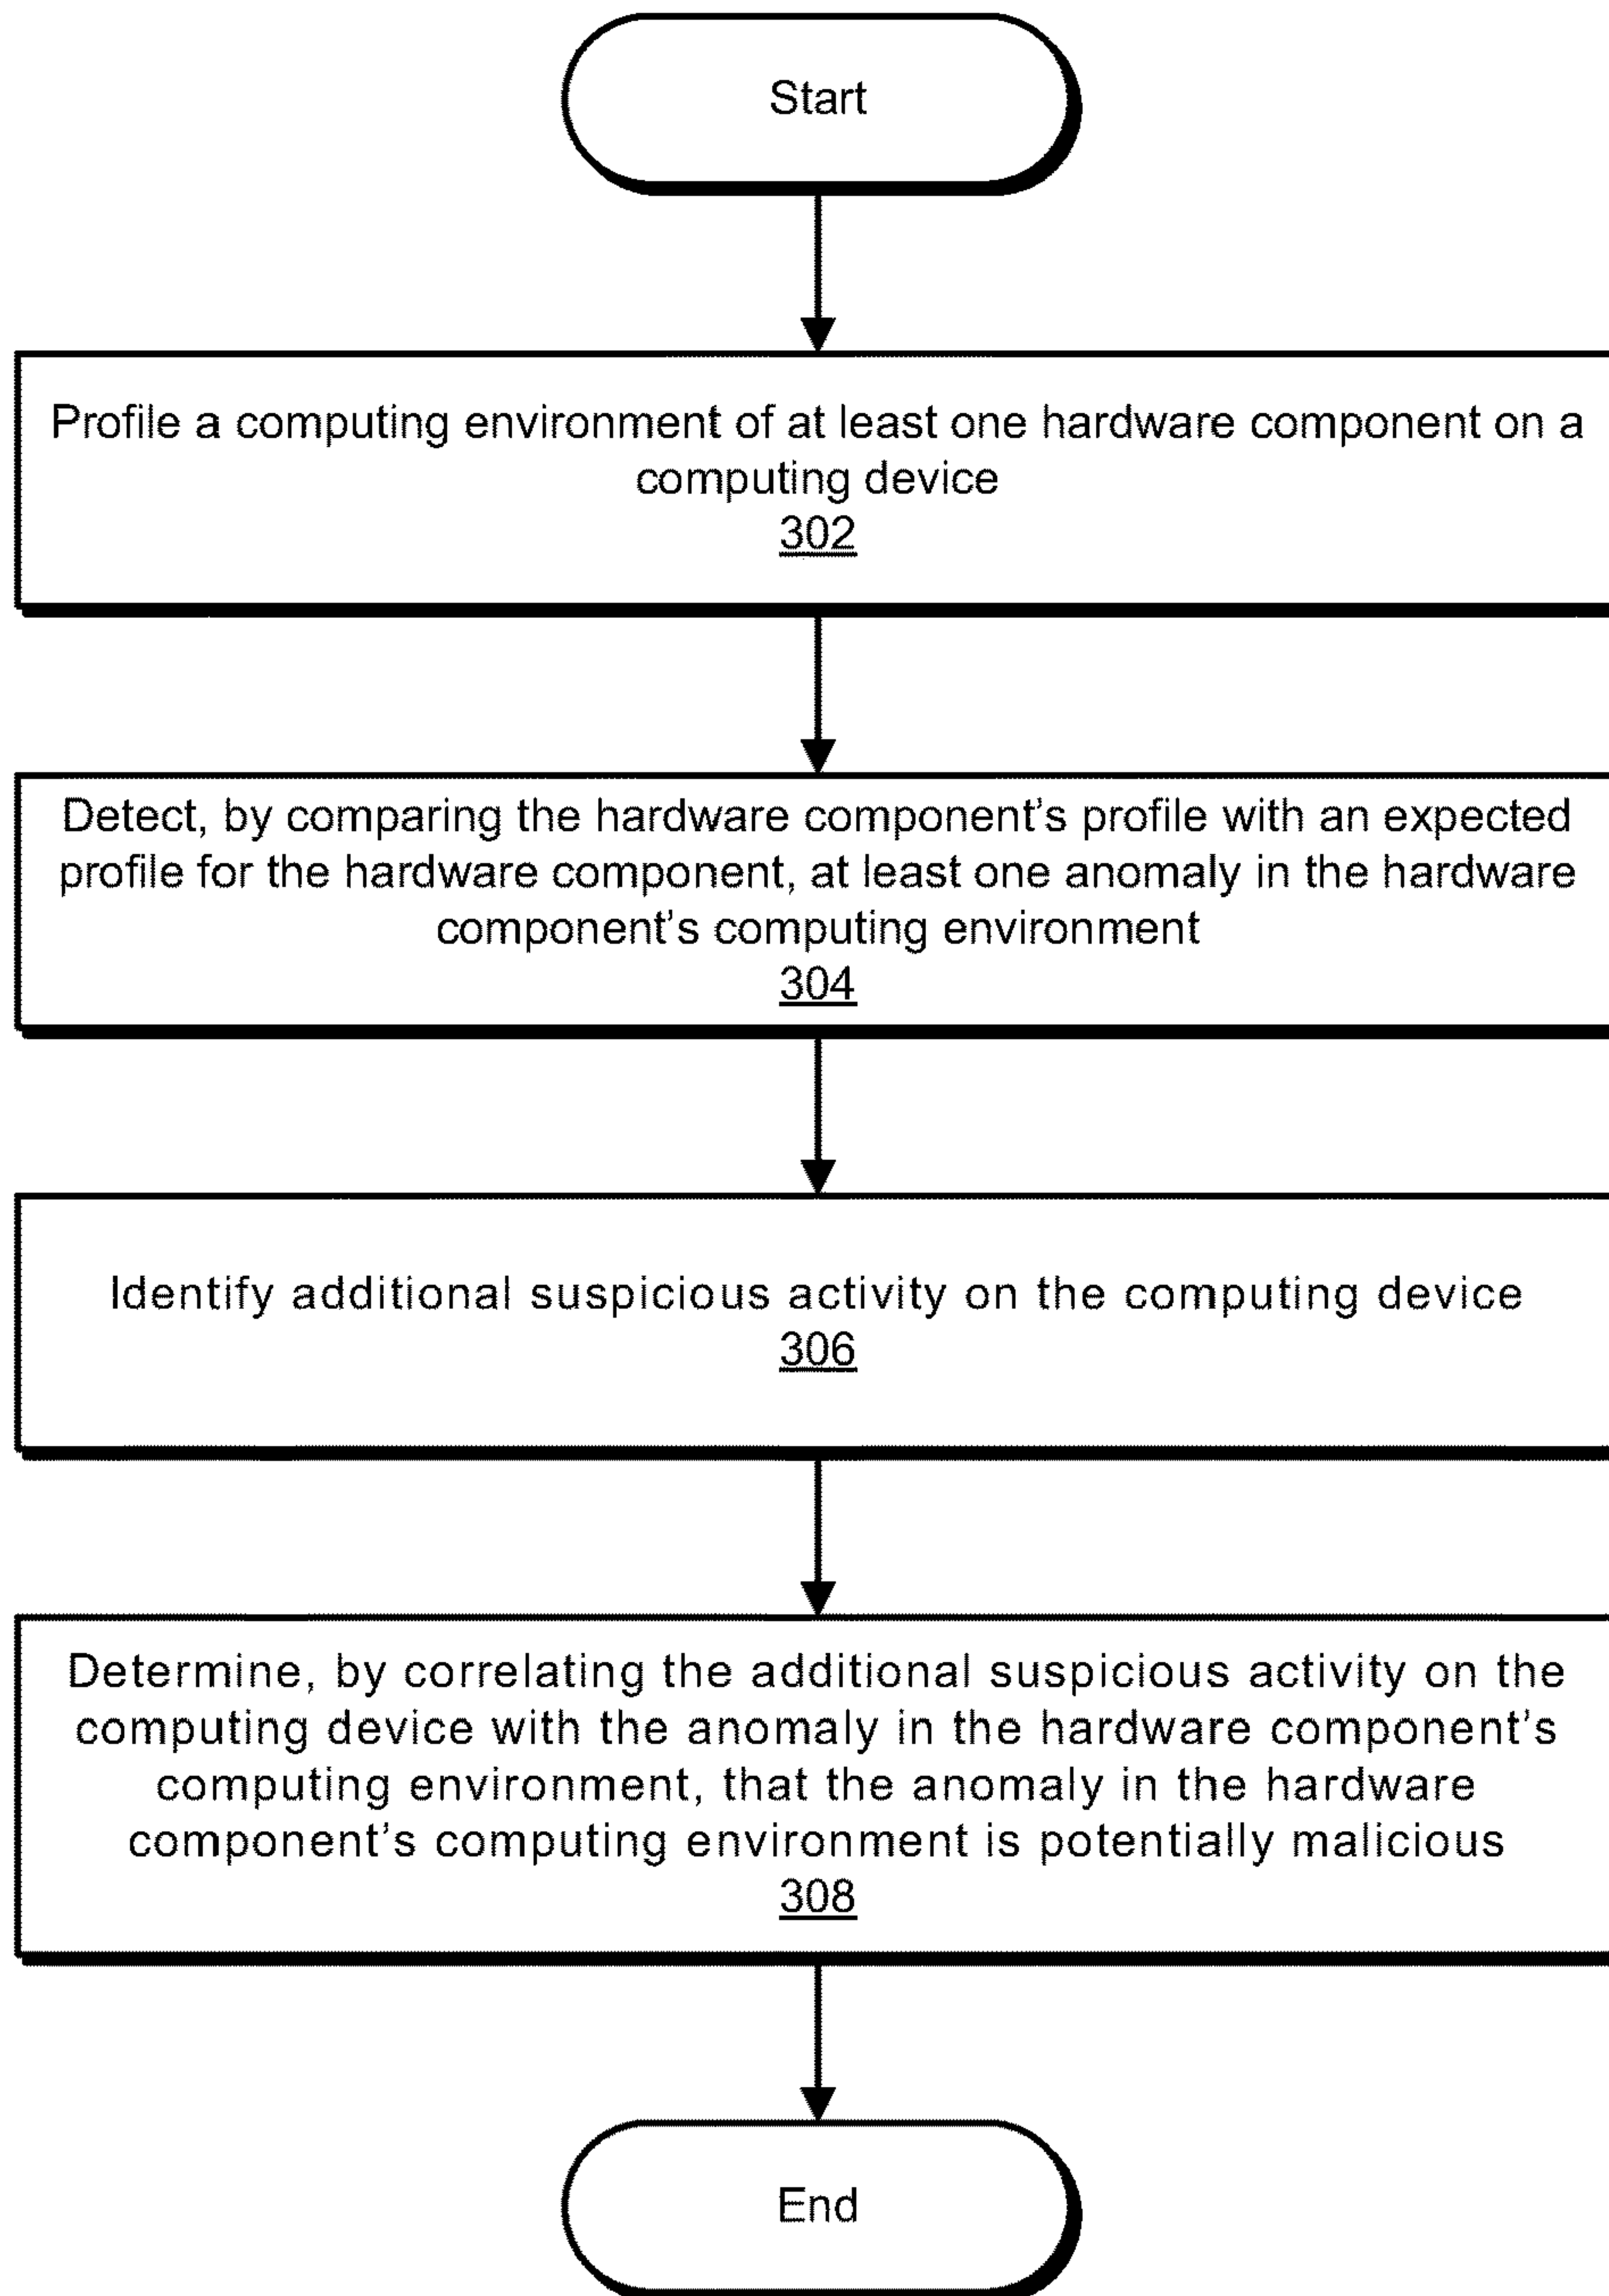 Start
Profile a computing environment of at least one hardware component on a
computing device
302
Detect, by comparing the hardware component's profile with an expected
profile for the hardware component, at least one anomaly in the hardware
component's computing environment
304
Identify additional suspicious activity on the computing device
306
Determine, by correlating the additional suspicious activity on the
computing device with the anomaly in the hardware component's
computing environment, that the anomaly in the hardware
component's computing environment is potentially malicious
308
End